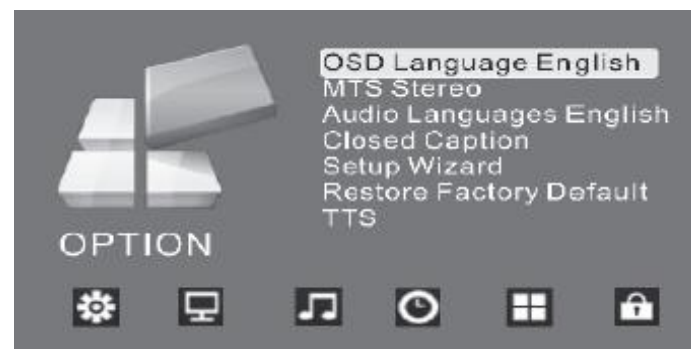 OSD Language English
MTS Stereo
Audio Languages English
Closed Caption
Setup Wizard
Restore Factory Default
TTS
OPTION